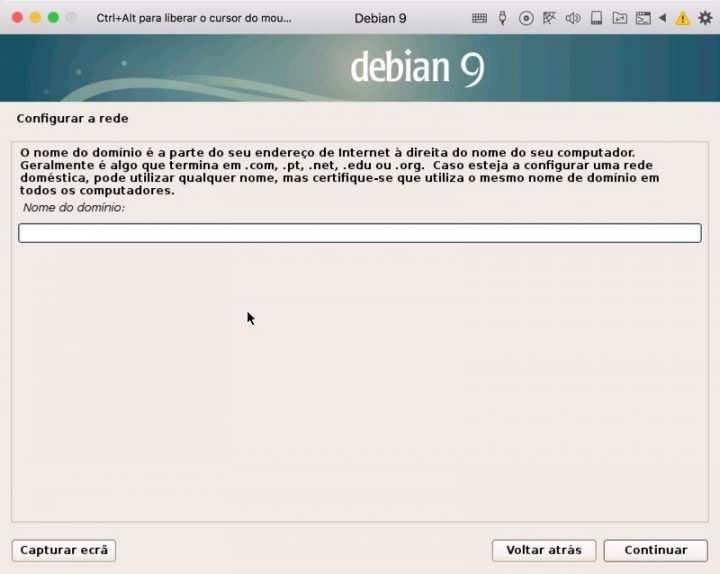 Ctrl+Alt para liberar o cursor do mou...
Debian 9
debian 9
Configurar a rede
O nome do domínio é a parte do seu endereço de Internet à direita do nome do seu computador.
Geralmente é algo que termina em .com, .pt, .net, .edu ou .org.  Caso esteja a configurar uma rede
doméstica, pode utilizar qualquer nome, mas certifique-se que utiliza o mesmo nome de domínio em
todos os computadores.
Nome do domínio:
Capturar ecrã
Voltar atrás
Continuar